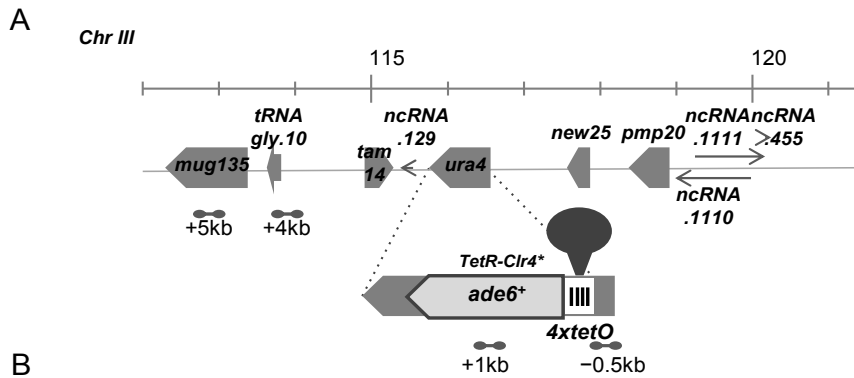 A
Chr III
115
120
tRNA
gly.10
ncRNA
.129
new25
pmp20
ncRNA
.1111
ncRNA
.455
mug135
tam
14
ura4
ncRNA
.1110
+5kb
+4kb
TetR-Clr4*
ade6+
4xtetO
+1kb
−0.5kb
B